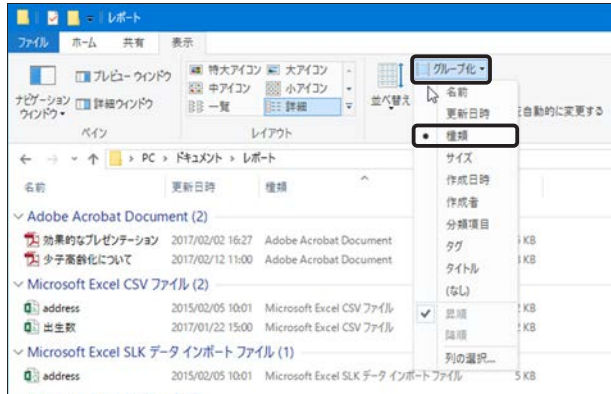 レポート
ファイル ホーム 共有 表示
プレビュー ウィンドウ
特大アイコン 大アイコン
グループ化
中アイコン 小アイコン
ナビゲーション
ウィンドウ
詳細ウィンドウ
一覧 詳細
並べ替え
ペイン レイアウト
名前
更新日時
を自動的に変更する
種類
サイズ
作成日時
作成者
分類項目
タグ
タイトル
(なし)
昇順
降順
列の選択...
PC ドキュメント レポート
名前 更新日時 種類
Adobe Acrobat Document (2)
効果的なプレゼンテーション 2017/02/02 16:27 Adobe Acrobat Document KB
少子高齢化について 2017/02/12 11:00 Adobe Acrobat Document KB
Microsoft Excel CSV ファイル (2)
address 2015/02/05 10:01 Microsoft Excel CSV ファイル KB
出生数 2017/01/22 15:00 Microsoft Excel CSV ファイル KB
Microsoft Excel SLK データ インポート ファイル (1)
address 2015/02/05 10:01 Microsoft Excel SLK データ インポート ファイル 5 KB